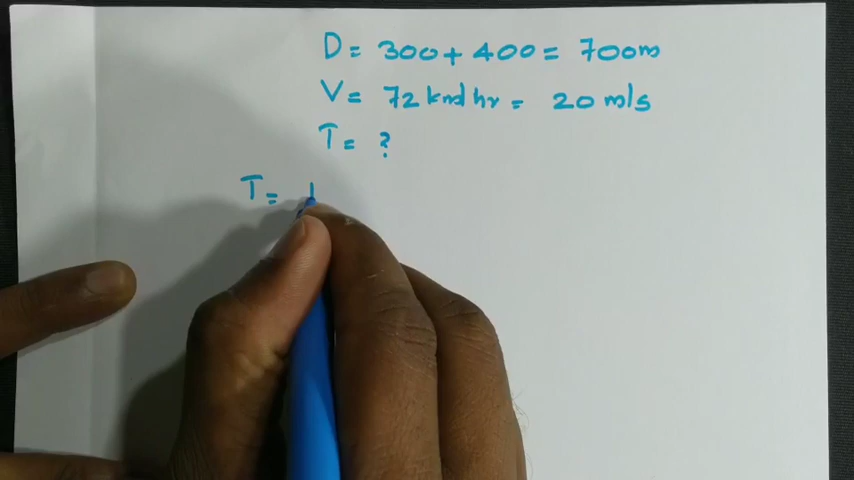 D= 300+400= 700m
V= 72 km/hr = 20 m/s
T= ?
T=